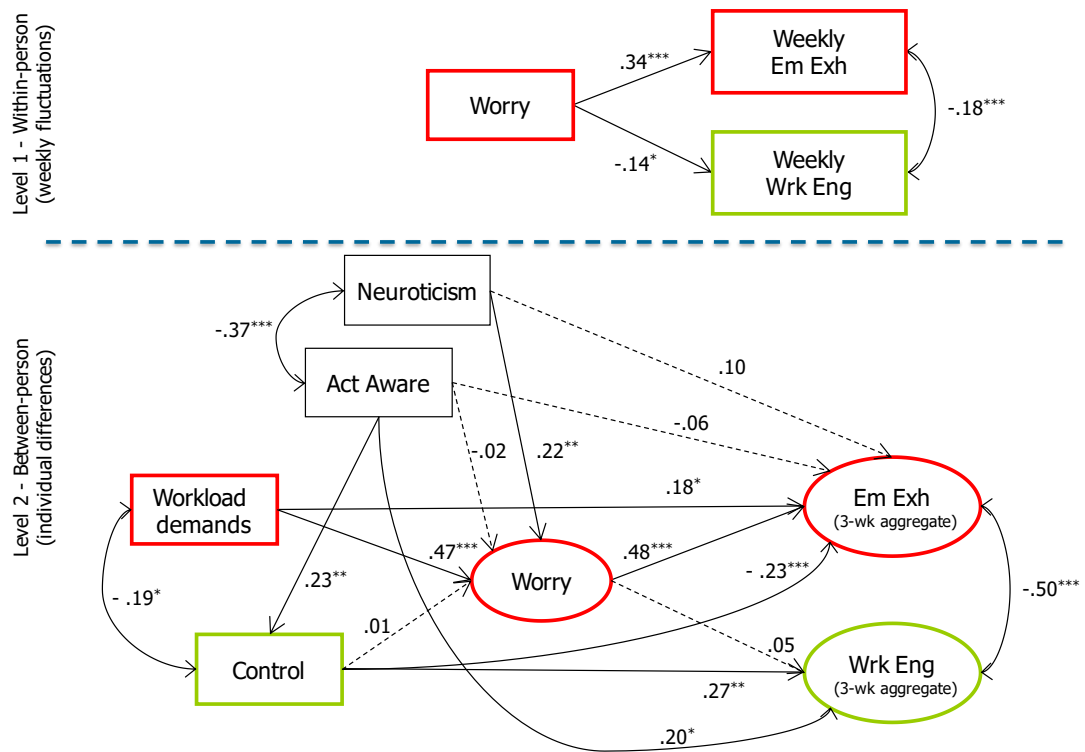 Level 1 - Within-person
(weekly fluctuations)
Worry
.34***
-.14*
Weekly
Em Exh
Weekly
Wrk Eng
-.18***
Level 2 - Between-person
(individual differences)
Neuroticism
-.37***
Act Aware
.10
-.06
-.02
.22**
Workload
demands
.18*
Em Exh
(3-wk aggregate)
.47***
.48***
Worry
- .23***
.23**
- .19*
-.50***
.01
.05
Control
Wrk Eng
(3-wk aggregate)
.27**
.20*